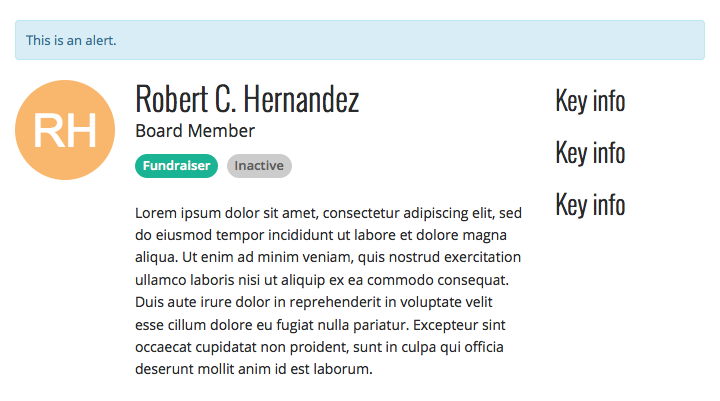 This is an alert.
RH
Robert C. Hernandez
Board Member
Fundraiser Inactive
Lorem ipsum dolor sit amet, consectetur adipiscing elit, sed
do eiusmod tempor incididunt ut labore et dolore magna
aliqua. Ut enim ad minim veniam, quis nostrud exercitation
ullamco laboris nisi ut aliquip ex ea commodo consequat.
Duis aute irure dolor in reprehenderit in voluptate velit
esse cillum dolore eu fugiat nulla pariatur. Excepteur sint
occaecat cupidatat non proident, sunt in culpa qui officia
deserunt mollit anim id est laborum.
Key info
Key info
Key info